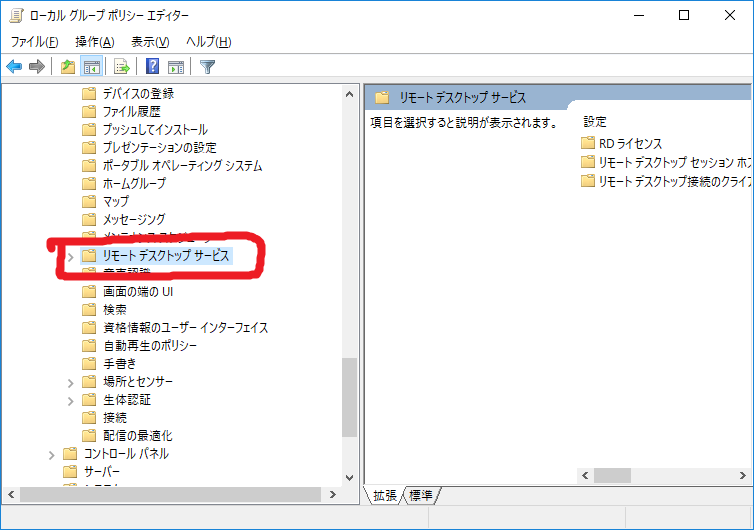 ローカル グループ ポリシー エディター
ファイル(F) 操作(A) 表示(V) ヘルプ(H)
デバイスの登録
ファイル履歴
プッシュしてインストール
プレゼンテーションの設定
ポータブル オペレーティング システム
ホームグループ
マップ
メッセージング
リモート デスクトップ サービス
音声認識
画面の端の UI
検索
資格情報のユーザー インターフェイス
自動再生のポリシー
手書き
場所とセンサー
生体認証
接続
配信の最適化
コントロール パネル
サーバー
リモート デスクトップ サービス
項目を選択すると説明が表示されます。
設定
RD ライセンス
リモート デスクトップ セッション ホス
リモート デスクトップ接続のクライ
拡張 標準